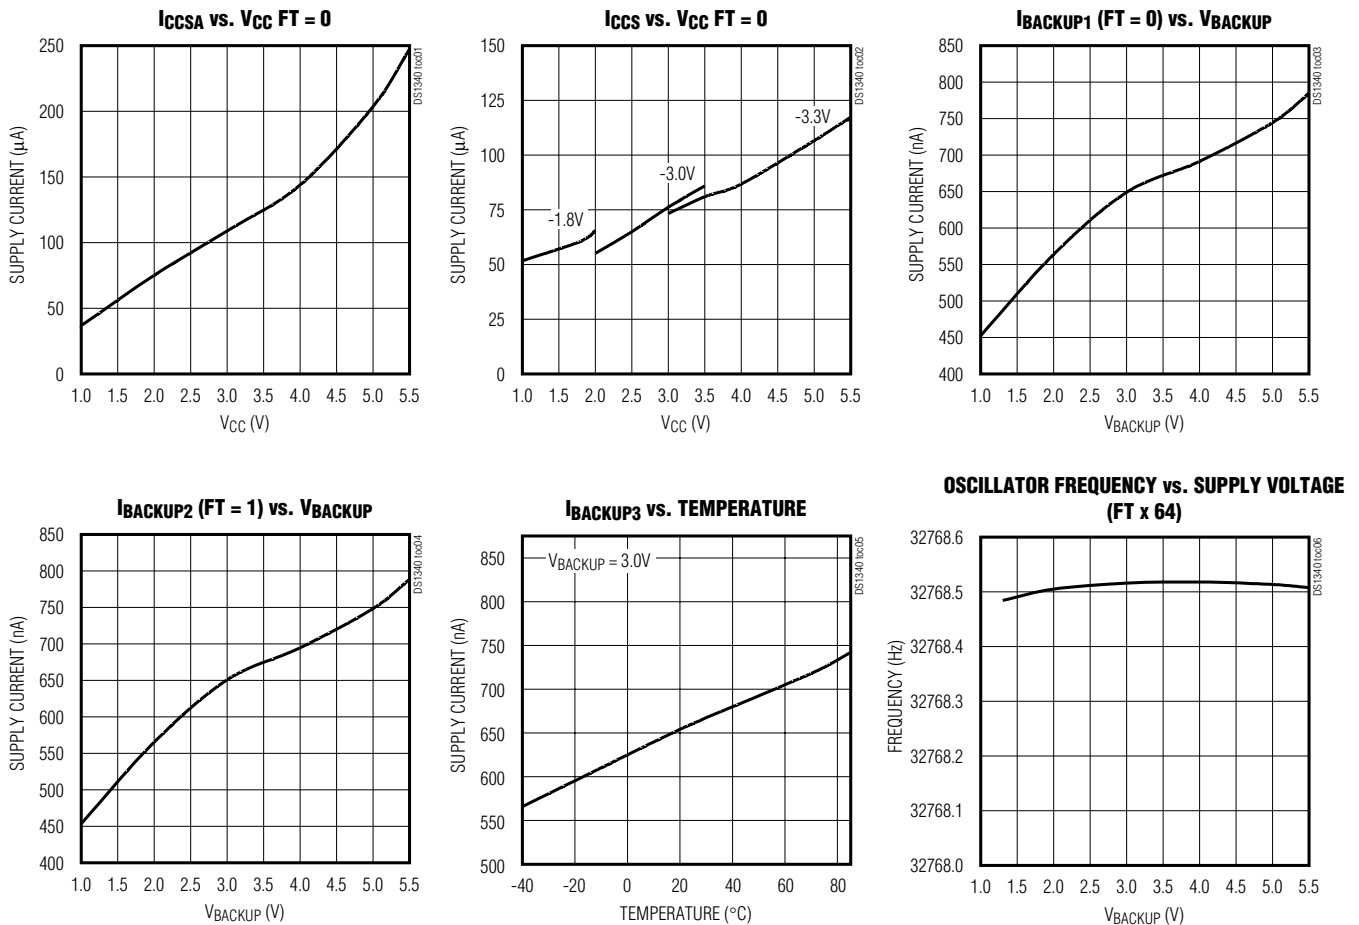 ICCSA vs. VCC FT = 0
SUPPLY CURRENT (μA)
250
200
150
100
50
0
1.0 1.5 2.0 2.5 3.0 3.5 4.0 4.5 5.0 5.5
VCC (V)
DS1340 toc01
ICCS vs. VCC FT = 0
SUPPLY CURRENT (μA)
150
125
100
75
50
25
0
-1.8V
-3.0V
-3.3V
1.0 1.5 2.0 2.5 3.0 3.5 4.0 4.5 5.0 5.5
VCC (V)
DS1340 toc02
IBACKUP1 (FT = 0) vs. VBACKUP
SUPPLY CURRENT (nA)
850
800
750
700
650
600
550
500
450
400
1.0 1.5 2.0 2.5 3.0 3.5 4.0 4.5 5.0 5.5
VBACKUP (V)
DS1340 toc03
IBACKUP2 (FT = 1) vs. VBACKUP
SUPPLY CURRENT (nA)
850
800
750
700
650
600
550
500
450
400
1.0 1.5 2.0 2.5 3.0 3.5 4.0 4.5 5.0 5.5
VBACKUP (V)
DS1340 toc04
IBACKUP3 vs. TEMPERATURE
SUPPLY CURRENT (nA)
850
800
750
700
650
600
550
500
VBACKUP = 3.0V
-40 -20 0 20 40 60 80
TEMPERATURE (°C)
DS1340 toc05
OSCILLATOR FREQUENCY vs. SUPPLY VOLTAGE
(FT x 64)
FREQUENCY (Hz)
32768.6
32768.5
32768.4
32768.3
32768.2
32768.1
32768.0
1.0 1.5 2.0 2.5 3.0 3.5 4.0 4.5 5.0 5.5
VBACKUP (V)
DS1340 toc06